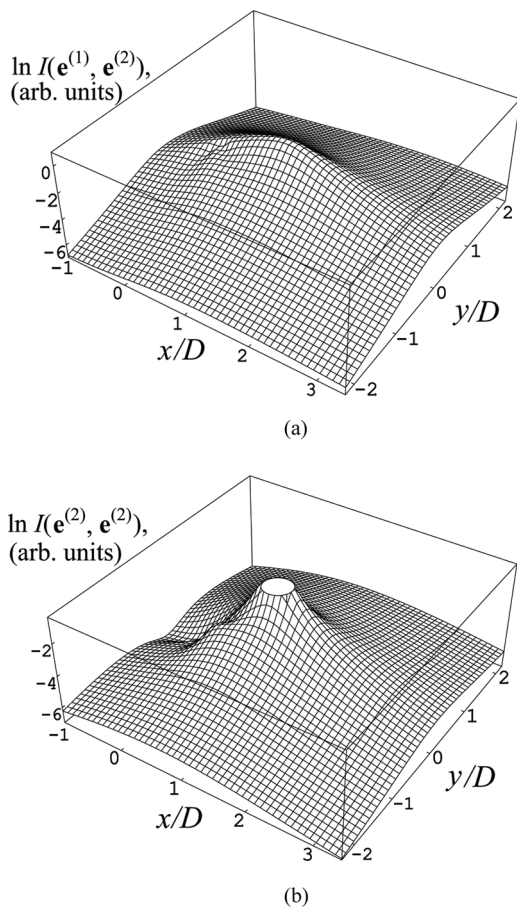 ln I(e^(1), e^(2)),
(arb. units)
0
-2
-4
-6
-1
0
1
2
3
x/D
-2
-1
0
1
2
y/D
(a)
ln I(e^(2), e^(2)),
(arb. units)
-2
-4
-6
-1
0
1
2
3
x/D
-2
-1
0
1
2
y/D
(b)